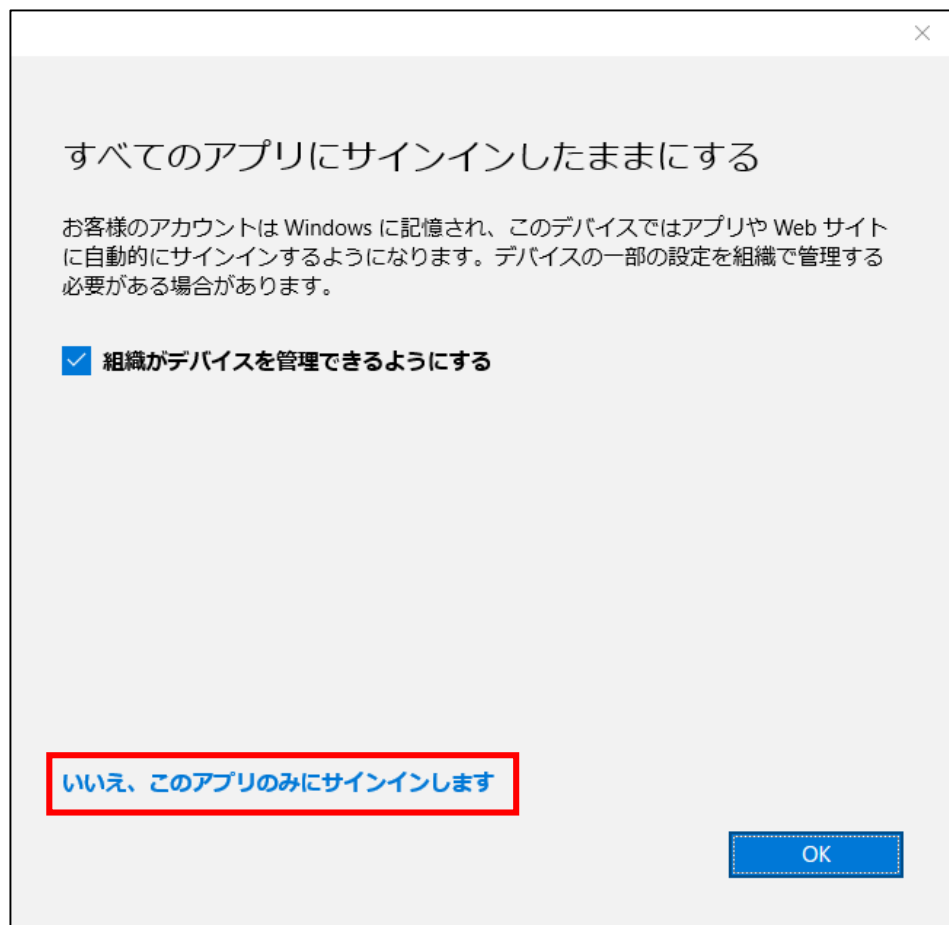 すべてのアプリにサインインしたままにする
お客様のアカウントは Windows に記憶され、このデバイスではアプリや Web サイト
に自動的にサインインするようになります。デバイスの一部の設定を組織で管理する
必要がある場合があります。
組織がデバイスを管理できるようにする
いいえ、このアプリのみにサインインします
OK